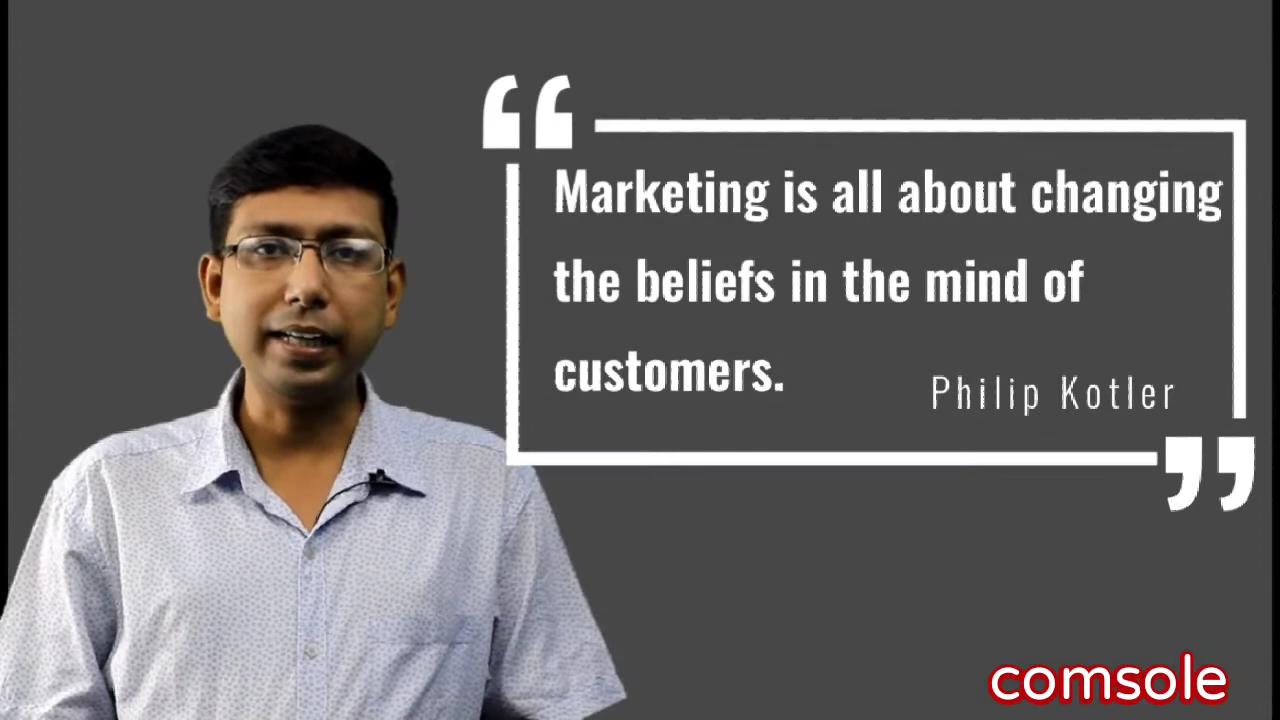 Marketing is all about changing
the beliefs in the mind of
customers.
Philip Kotler
comsole